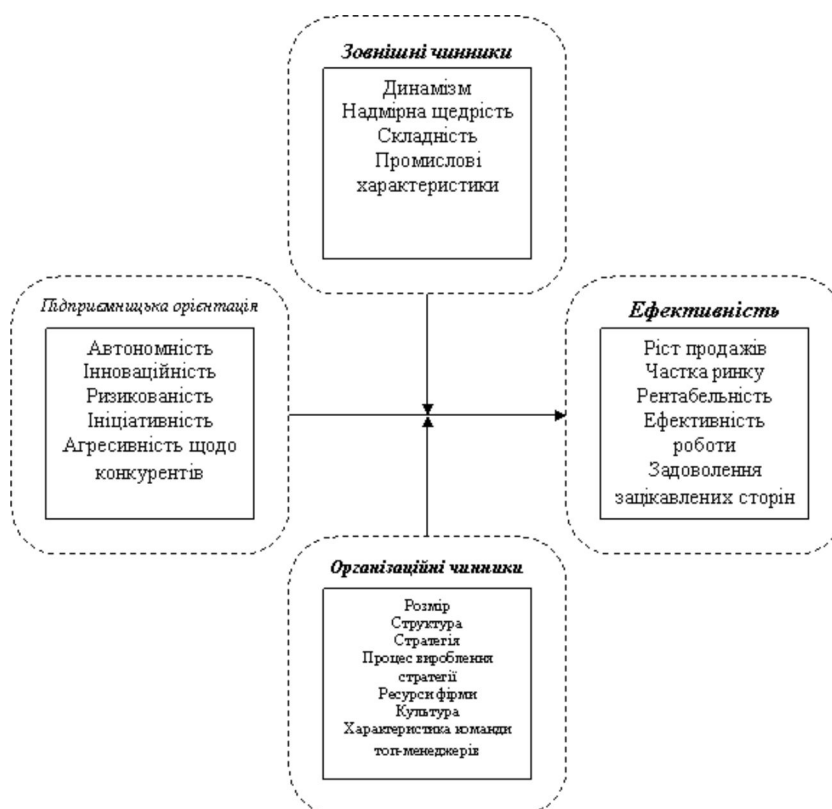 Зовнішні чинники
Динамізм
Надмірна щедрість
Складність
Промислові
характеристики
Підприємницька орієнтація
Автономність
Інноваційність
Ризикованість
Ініціативність
Агресивність щодо
конкурентів
Ефективність
Ріст продажів
Частка ринку
Рентабельність
Ефективність
роботи
Задоволення
зацікавлених сторін
Організаційні чинники
Розмір
Структура
Стратегія
Процес вироблення
стратегії
Ресурси фірми
Культура
Характеристика команди
топ-менеджерів